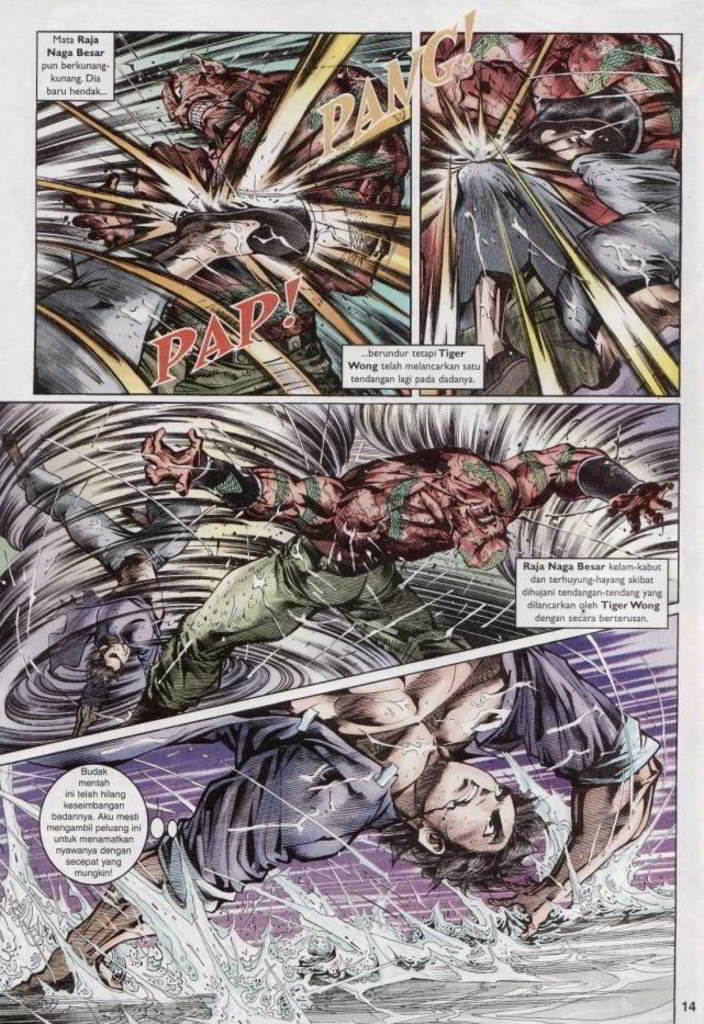 Mata Raja
Naga Besar
pun berkunang-
kunang. Dia
baru hendak...
PAP!
PANG!
...berundur tetapi Tiger
Wong telah melancarkan satu
tendangan lagi pada dadanya.
Raja Naga Besar kelam-kabut
dan terhuyung-hayang akibat
dihujani tendangan-tendang yang
dilancarkan oleh Tiger Wong
dengan secara berterusan.
Budak
mentah
ini telah hilang
keseimbangan
badannya. Aku mesti
mengambil peluang ini
untuk menamatkan
nyawanya dengan
secepat yang
mungkin!
14